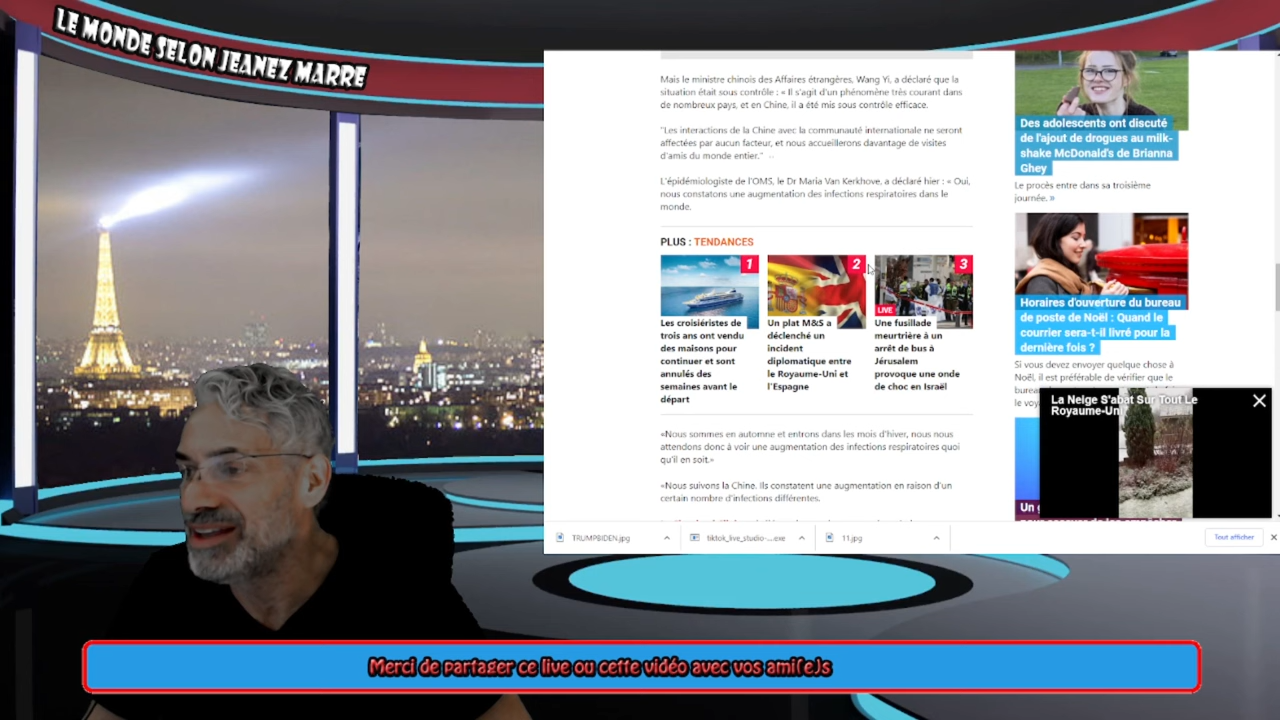 LE MONDE SELON JEANEZ MARRE
Mais le ministre chinois des Affaires étrangères, Wang Yi, a déclaré que la
situation était sous contrôle : « Il s'agit d'un phénomène très courant dans
de nombreux pays, et en Chine, il a été mis sous contrôle efficace.
"Les interactions de la Chine avec la communauté internationale ne seront
affectées par aucun facteur, et nous accueillerons davantage de visites
d'amis du monde entier."
L'épidémiologiste de l'OMS, le Dr Maria Van Kerkhove, a déclaré hier : « Oui,
nous constatons une augmentation des infections respiratoires dans le
monde.
PLUS : TENDANCES
1
Les croisiéristes de
trois ans ont vendu
des maisons pour
continuer et sont
annulés des
semaines avant le
départ
2
Un plat M&S a
déclenché un
incident
diplomatique entre
le Royaume-Uni et
l'Espagne
3
LIVE
Une fusillade
meurtrière à un
arrêt de bus à
Jérusalem
provoque une onde
de choc en Israël
«Nous sommes en automne et entrons dans les mois d'hiver, nous nous
attendons donc à voir une augmentation des infections respiratoires quoi
qu'il en soit.»
«Nous suivons la Chine. Ils constatent une augmentation en raison d'un
certain nombre d'infections différentes.
Des adolescents ont discuté
de l'ajout de drogues au milk-
shake McDonald's de Brianna
Ghey
Le procès entre dans sa troisième
journée. »
Horaires d'ouverture du bureau
de poste de Noël : Quand le
courrier sera-t-il livré pour la
dernière fois ?
Si vous devez envoyer quelque chose à
Noël, il est préférable de vérifier que le
La Neige S'abat Sur Tout Le
Royaume-Uni
Un
TRUMPBIDEN.jpg
tiktok_live_studio-....exe
11.jpg
Tout afficher
Merci de partager ce live ou cette vidéo avec vos ami(e)s